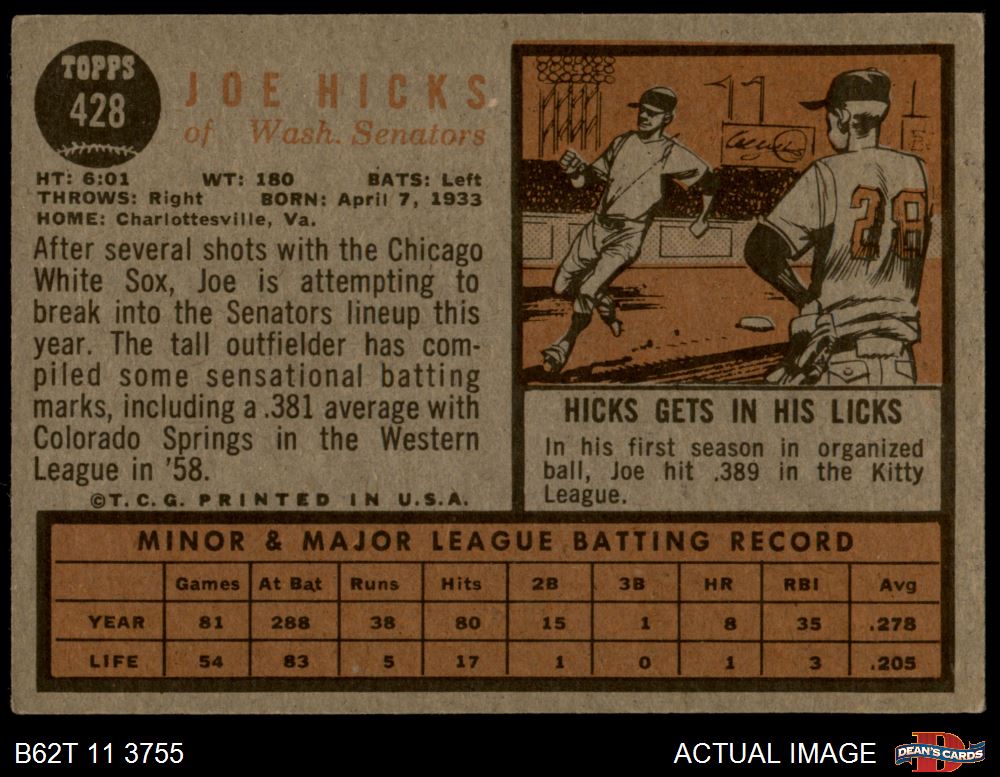 TOPPS
428
JOE HICKS
of Wash. Senators
HT: 6:01 WT: 180 BATS: Left
THROWS: Right BORN: April 7, 1933
HOME: Charlottesville, Va.
After several shots with the Chicago
White Sox, Joe is attempting to
break into the Senators lineup this
year. The tall outfielder has com-
piled some sensational batting
marks, including a .381 average with
Colorado Springs in the Western
League in '58.
©T.C.G. PRINTED IN U.S.A.
28
HICKS GETS IN HIS LICKS
In his first season in organized
ball, Joe hit .389 in the Kitty
League.
MINOR & MAJOR LEAGUE BATTING RECORD
Games At Bat Runs Hits 2B 3B HR RBI Avg
YEAR 81 288 38 80 15 1 8 35 .278
LIFE 54 83 5 17 1 0 1 3 .205
B62T 11 3755
ACTUAL IMAGE
DEAN'S CARDS